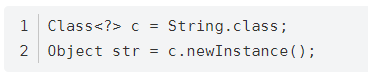 1 Class<?> c = String.class;
2 Object str = c.newInstance();